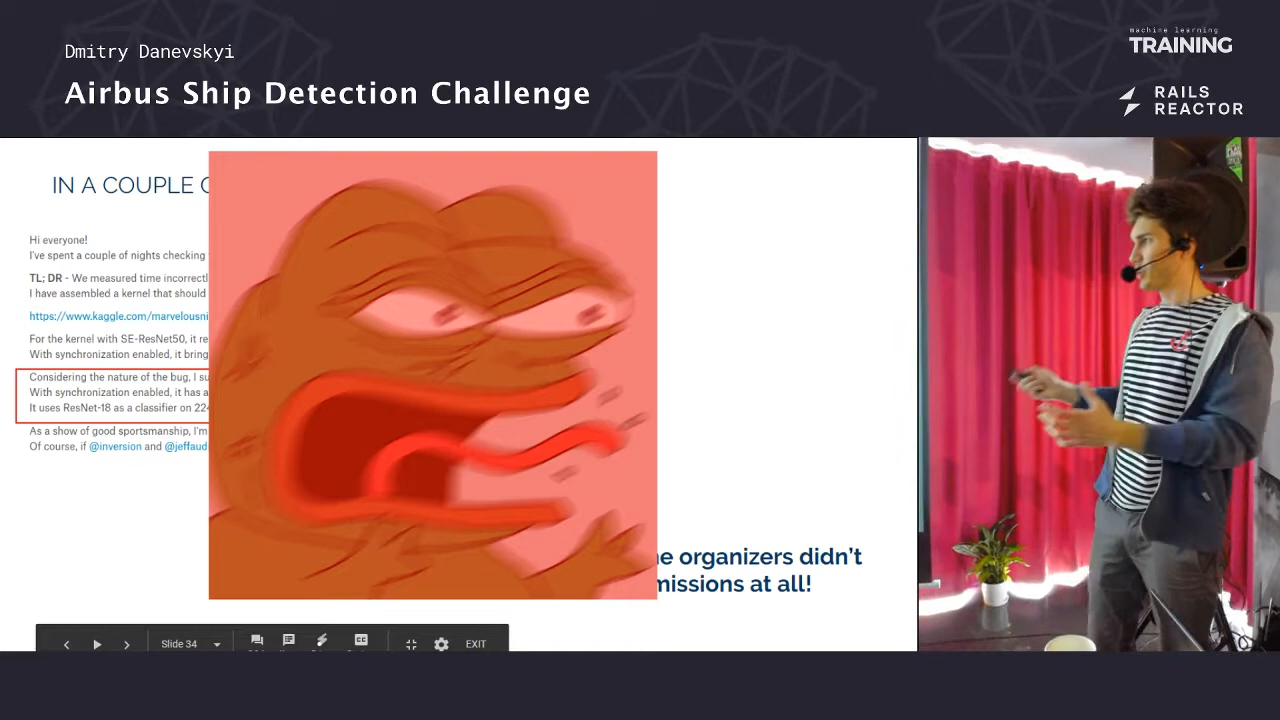 Dmitry Danevskyi
Airbus Ship Detection Challenge
machine learning
TRAINING
RAILS
REACTOR
IN A COUPLE
Hi everyone!
I've spent a couple of nights checking
TL; DR - We measured time incorrectl
I have assembled a kernel that should
https://www.kaggle.com/marvelousni
For the kernel with SE-ResNet50, it re
With synchronization enabled, it bring
Considering the nature of the bug, I su
With synchronization enabled, it has a
It uses ResNet-18 as a classifier on 22
As a show of good sportsmanship, I'm
Of course, if @inversion and @jeffaud
e organizers didn't
missions at all!
Slide 34
EXIT